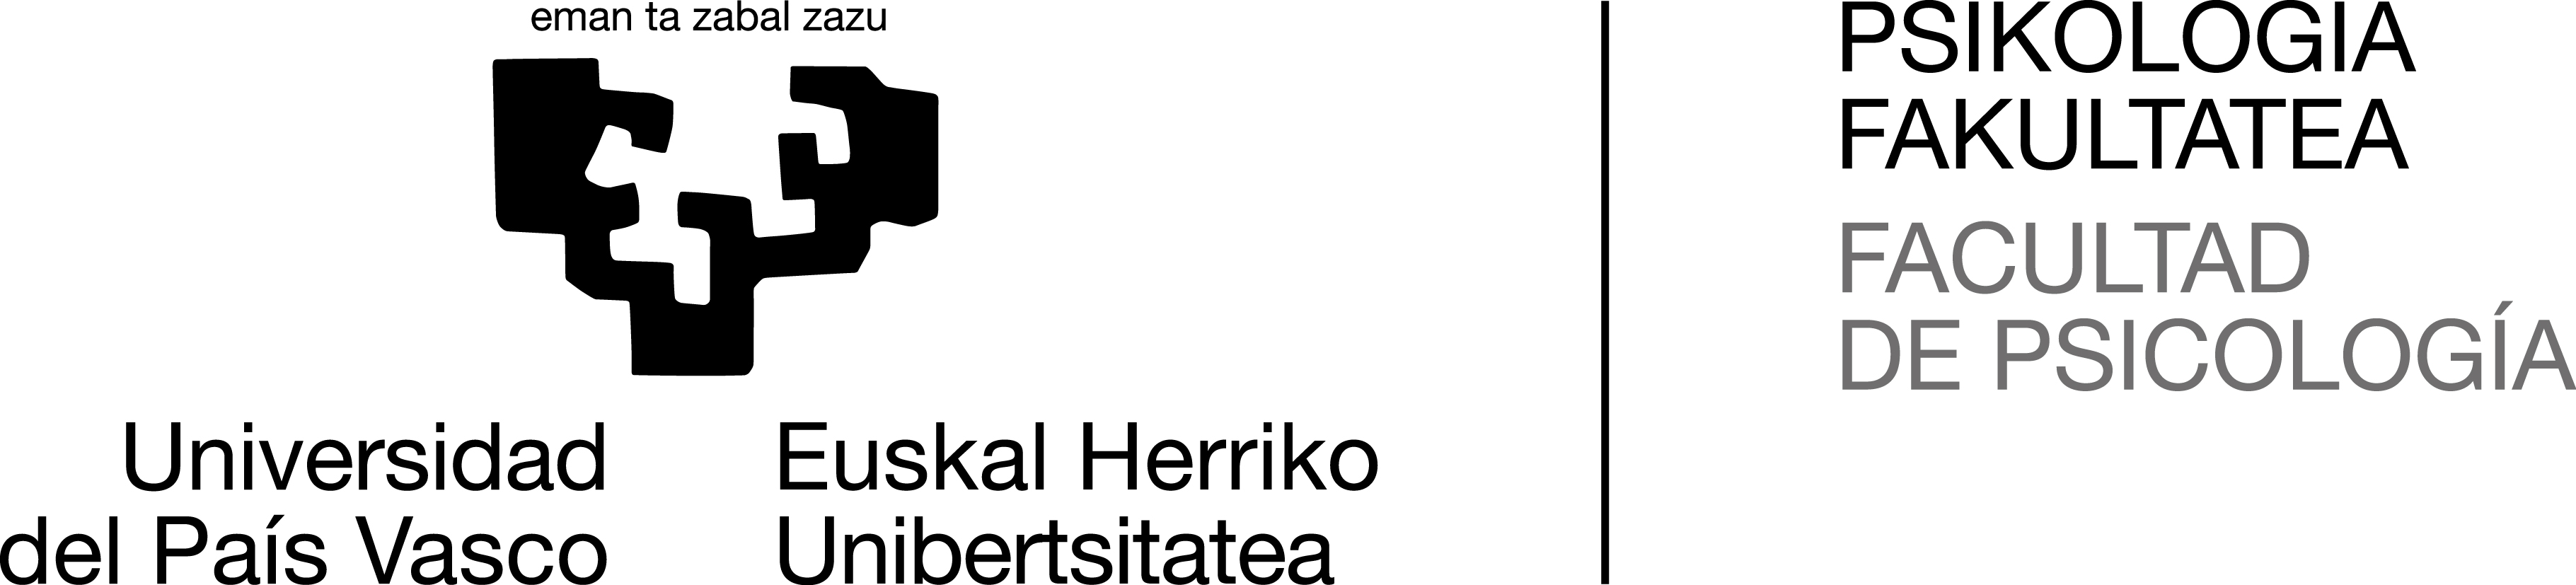 eman ta zabal zazu
Universidad
del País Vasco
Euskal Herriko
Unibertsitatea
PSIKOLOGIA
FAKULTATEA
FACULTAD
DE PSICOLOGÍA